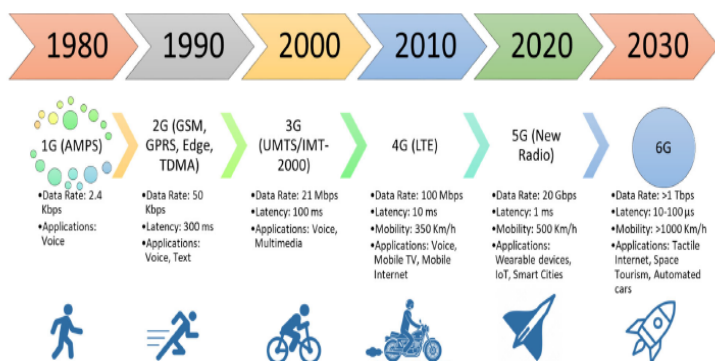 1980
1990
2000
2010
2020
2030
1G (AMPS)
2G (GSM,
GPRS, Edge,
TDMA)
3G
(UMTS/IMT-
2000)
4G (LTE)
5G (New
Radio)
6G
•Data Rate: 2.4
Kbps
•Applications:
Voice
•Data Rate: 50
Kbps
•Latency: 300 ms
•Applications:
Voice, Text
•Data Rate: 21 Mbps
•Latency: 100 ms
•Applications: Voice,
Multimedia
•Data Rate: 100 Mbps
•Latency: 10 ms
•Mobility: 350 Km/h
•Applications: Voice,
Mobile TV, Mobile
Internet
•Data Rate: 20 Gbps
•Latency: 1 ms
•Mobility: 500 Km/h
•Applications:
Wearable devices,
IoT, Smart Cities
•Data Rate: >1 Tbps
•Latency: 10-100 µs
•Mobility: >1000 Km/h
•Applications: Tactile
Internet, Space
Tourism, Automated
cars